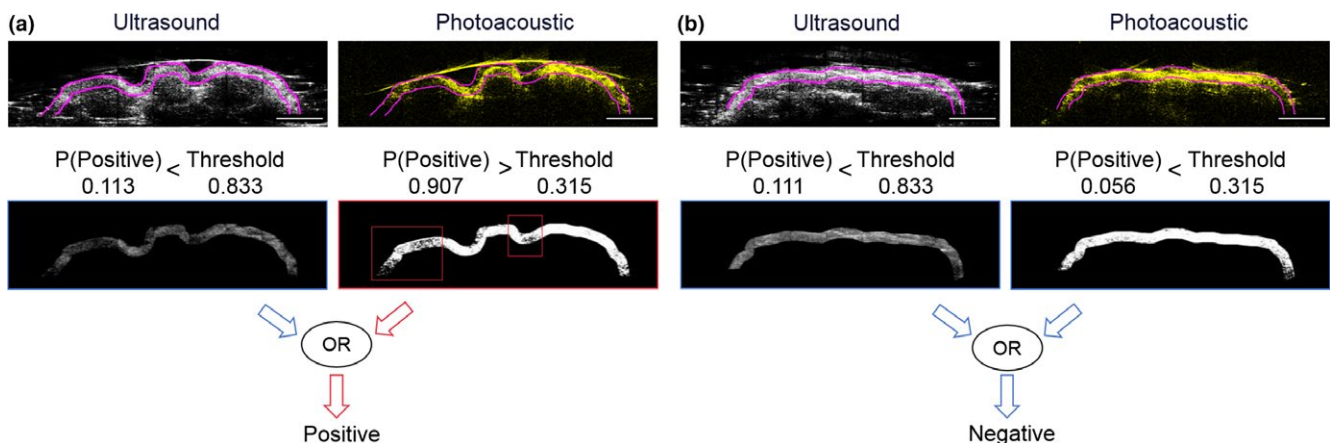 (a) Ultrasound Photoacoustic
P(Positive) < Threshold P(Positive) > Threshold
0.113 0.833 0.907 0.315
OR
Positive
(b) Ultrasound Photoacoustic
P(Positive) < Threshold P(Positive) < Threshold
0.111 0.833 0.056 0.315
OR
Negative